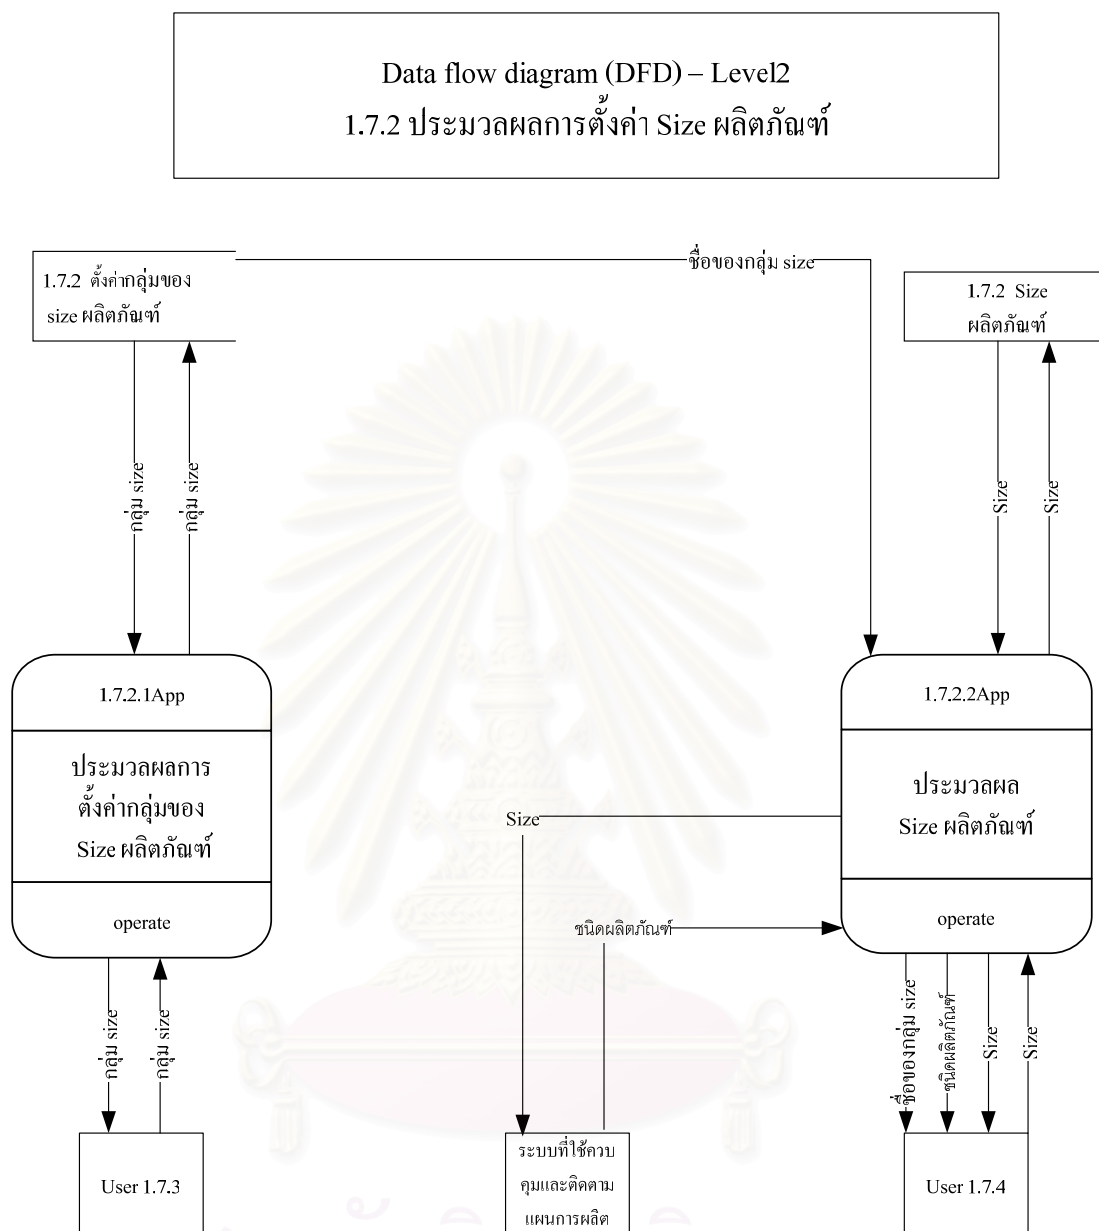 Data flow diagram (DFD) – Level2
1.7.2 ประมวลผลการตั้งค่า Size ผลิตภัณฑ์
ชื่อของกลุ่ม size
1.7.2 ตั้งค่ากลุ่มของ
size ผลิตภัณฑ์
1.7.2 Size
ผลิตภัณฑ์
กลุ่ม size
กลุ่ม size
Size
Size
1.7.2.1App
ประมวลผลการ
ตั้งค่ากลุ่มของ
Size ผลิตภัณฑ์
operate
1.7.2.2App
ประมวลผล
Size ผลิตภัณฑ์
operate
Size
ชนิดผลิตภัณฑ์
กลุ่ม size
กลุ่ม size
ชื่อของกลุ่ม size
ชนิดผลิตภัณฑ์
Size
Size
User 1.7.3
ระบบที่ใช้ควบ
คุมและติดตาม
แผนการผลิต
User 1.7.4